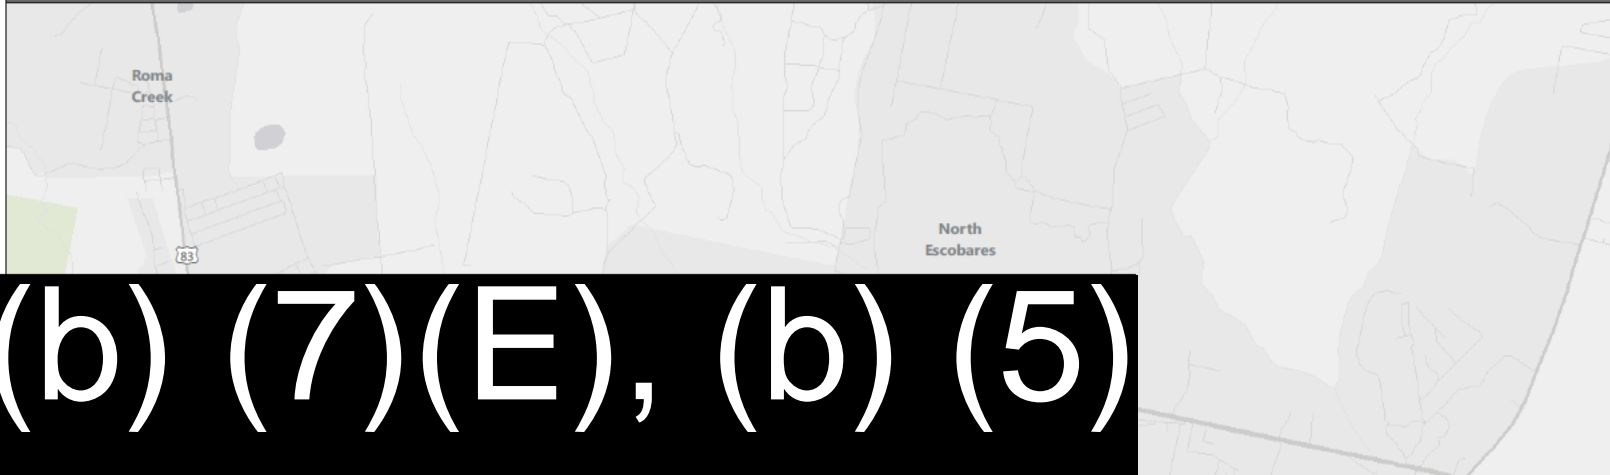 Roma
Creek
North
Escobares
83
(b) (7)(E), (b) (5)